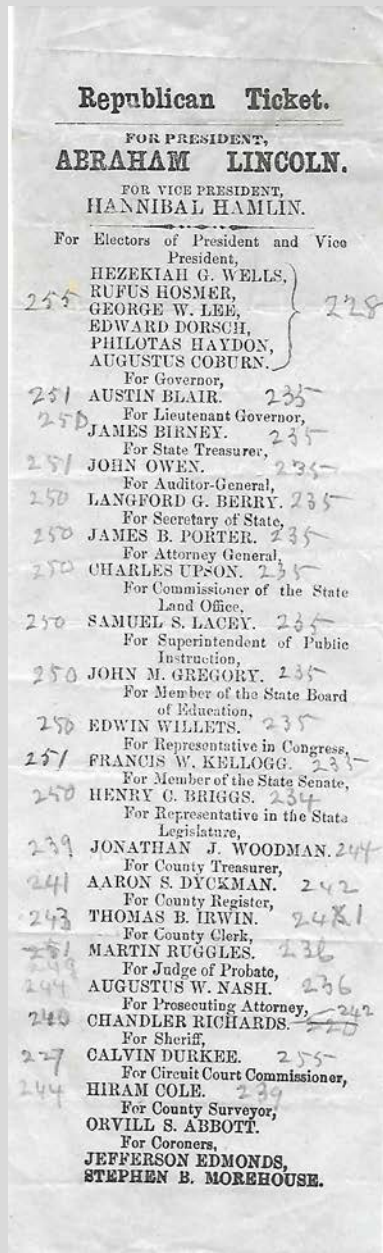 Republican Ticket.
FOR PRESIDENT,
ABRAHAM LINCOLN.
FOR VICE PRESIDENT,
HANNIBAL HAMLIN.
For Electors of President and Vice
President,
HEZEKIAH G. WELLS,
255 RUFUS HOSMER, 228
GEORGE W. LEE,
EDWARD DORSCH,
PHILOTAS HAYDON,
AUGUSTUS COBURN.
For Governor,
251 AUSTIN BLAIR. 235
For Lieutenant Governor,
250 JAMES BIRNEY. 235
For State Treasurer,
251 JOHN OWEN. 235
For Auditor-General,
250 LANGFORD G. BERRY. 235
For Secretary of State,
250 JAMES B. PORTER. 235
For Attorney General,
250 CHARLES UPSON. 235
For Commissioner of the State
Land Office,
250 SAMUEL S. LACEY. 235
For Superintendent of Public
Instruction,
250 JOHN M. GREGORY. 235
For Member of the State Board
of Education,
250 EDWIN WILLETS. 235
For Representative in Congress,
251 FRANCIS W. KELLOGG. 235
For Member of the State Senate,
250 HENRY C. BRIGGS. 234
For Representative in the State
Legislature,
239 JONATHAN J. WOODMAN. 244
For County Treasurer,
241 AARON S. DYCKMAN. 242
For County Register,
243 THOMAS B. IRWIN.
For County Clerk,
251 MARTIN RUGGLES. 236
249 For Judge of Probate,
244 AUGUSTUS W. NASH. 236
For Prosecuting Attorney, 242
240 CHANDLER RICHARDS. 220
For Sheriff,
227 CALVIN DURKEE. 255
For Circuit Court Commissioner,
244 HIRAM COLE. 239
For County Surveyor,
ORVILL S. ABBOTT.
For Coroners,
JEFFERSON EDMONDS,
STEPHEN B. MOREHOUSE.